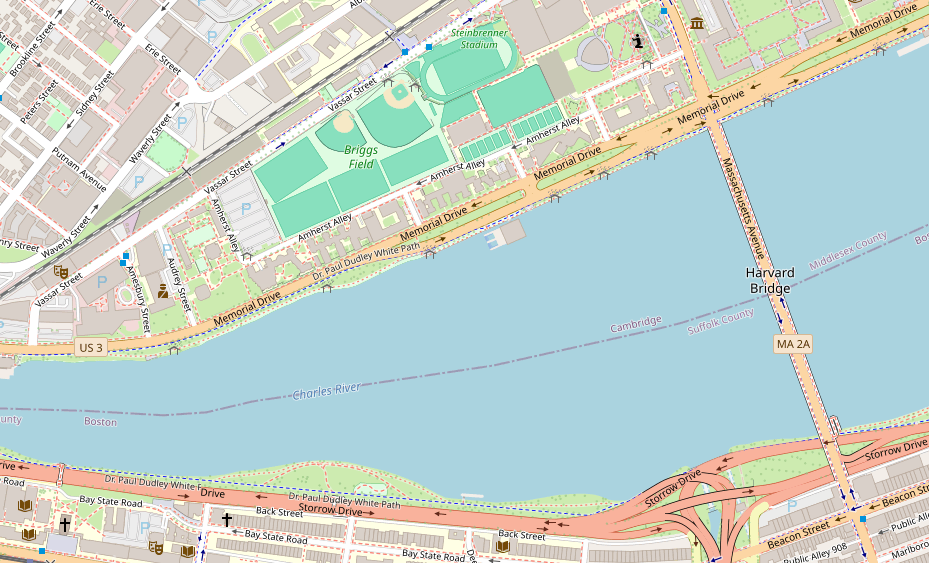 Steinbrenner
Stadium
Memorial Drive
Erie Street
Erie Street
Brookline Street
Peters Street
Sidney Street
Vassar Street
Waverly Street
P
Memorial Drive
Amherst Alley
Briggs
Field
Putnam Avenue
Vassar Street
Amherst Alley
Memorial Drive
P
Massachusetts Avenue
P
Amherst Alley
Amherst Alley
Memorial Drive
Waverly Street
Henry Street
Dr. Paul Dudley White Path
Middlesex County
Harvard
Bridge
P
Audrey Street
Vassar Street
Amesbury Street
Memorial Drive
Cambridge
Suffolk County
US 3
MA 2A
Charles River
Boston
Storrow Drive
Storrow Drive
Dr. Paul Dudley White P
Drive
Dr. Paul Dudley White Path
Storrow Drive
Bay State Road
Back Street
Back Street
Road
P
P
Beacon Street
Beacon Street
Bay State Road
Bay State Road
Public Alley 908
Public Alley